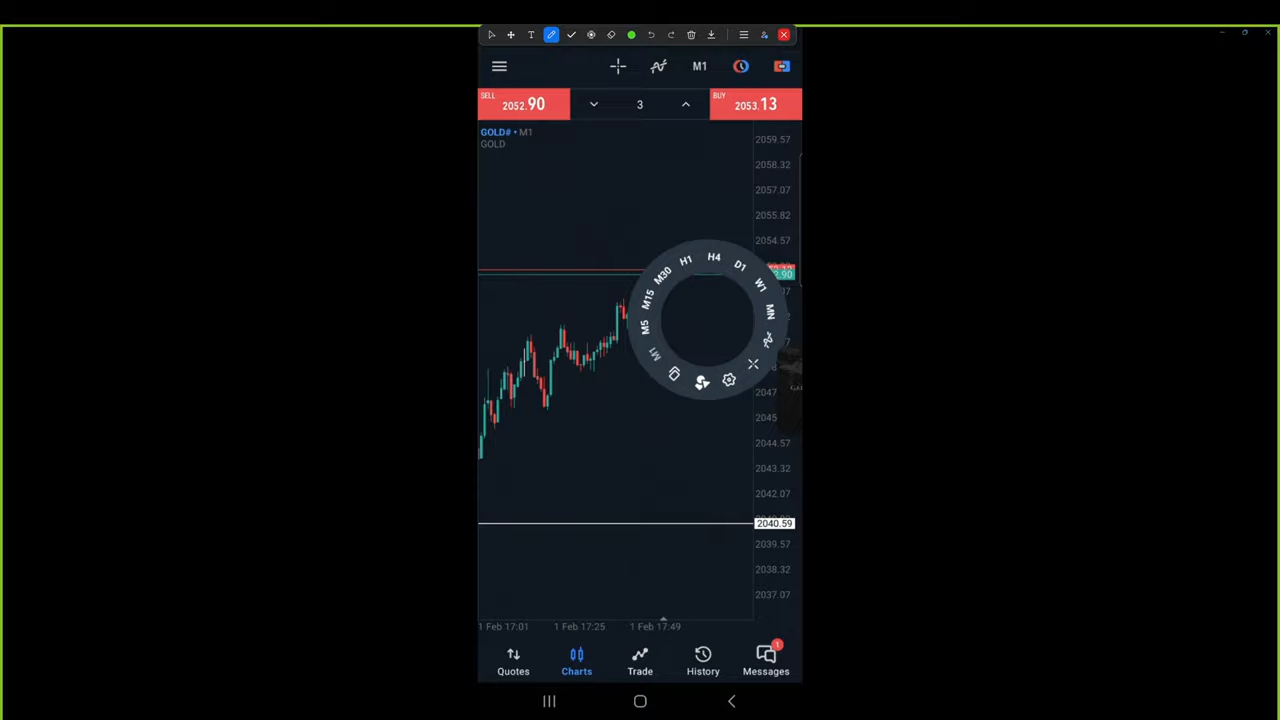 M1
SELL
2052.90
3
BUY
2053.13
GOLD# • M1
GOLD
2059.57
2058.32
2057.07
2055.82
2054.57
2.90
H4
H1
D1
M30
W1
M15
MN
M5
M1
2044.57
2043.32
2042.07
2040.59
2039.57
2038.32
2037.07
1 Feb 17:01
1 Feb 17:25
1 Feb 17:49
1
Quotes
Charts
Trade
History
Messages